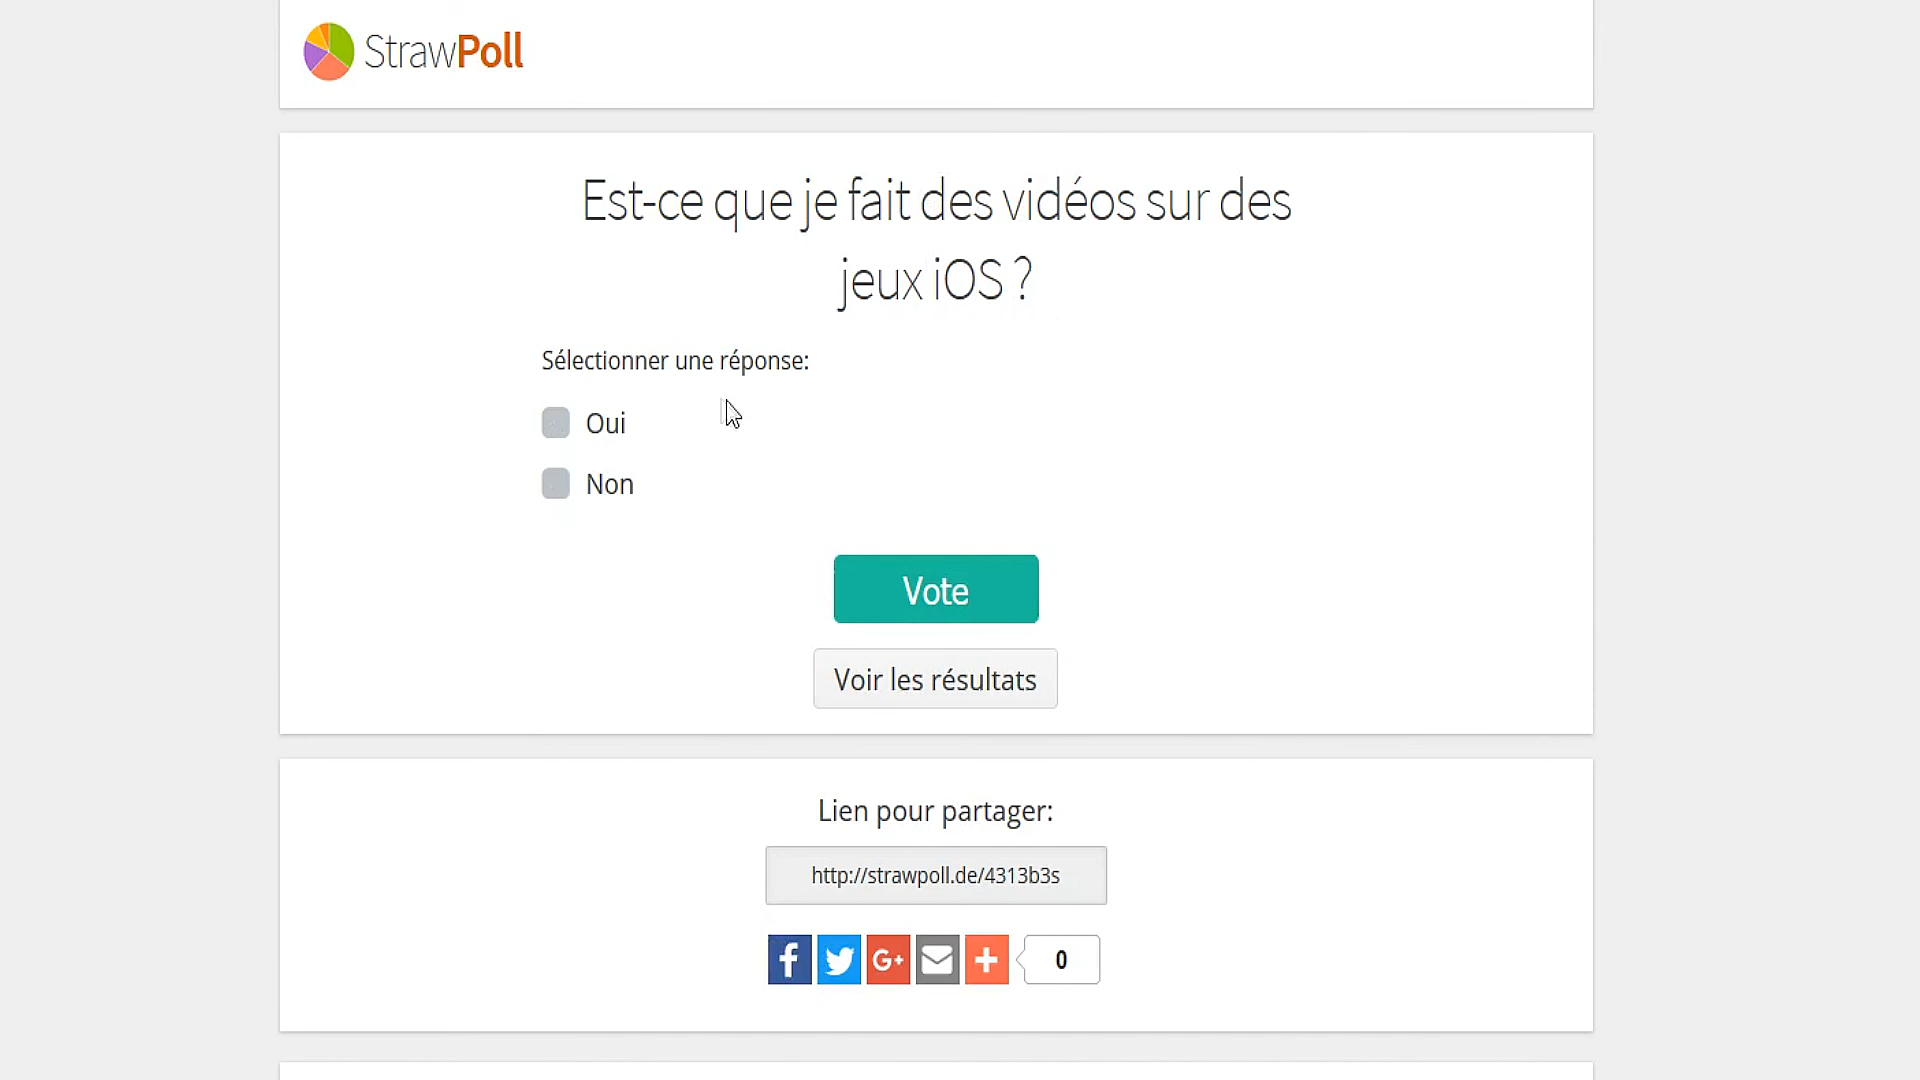 StrawPoll
Est-ce que je fait des vidéos sur des
jeux iOS ?
Sélectionner une réponse:
Oui
Non
Vote
Voir les résultats
Lien pour partager:
http://strawpoll.de/4313b3s
G+
0